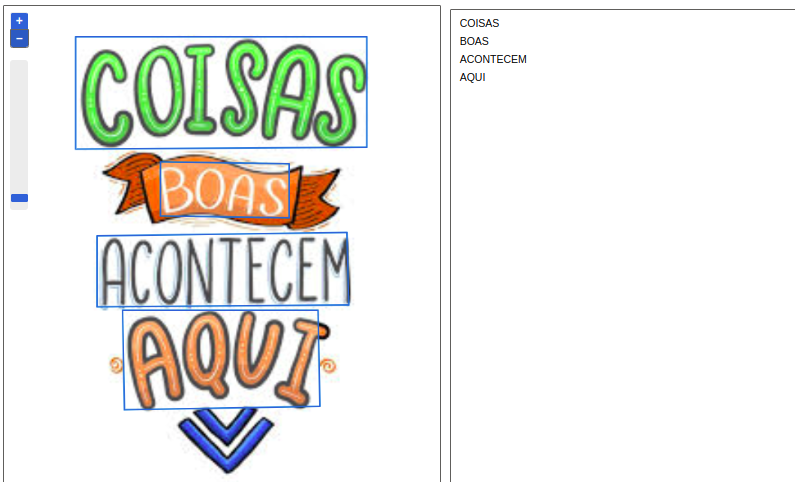 COISAS
BOAS
ACONTECEM
AQUI
COISAS
BOAS
ACONTECEM
AQUI